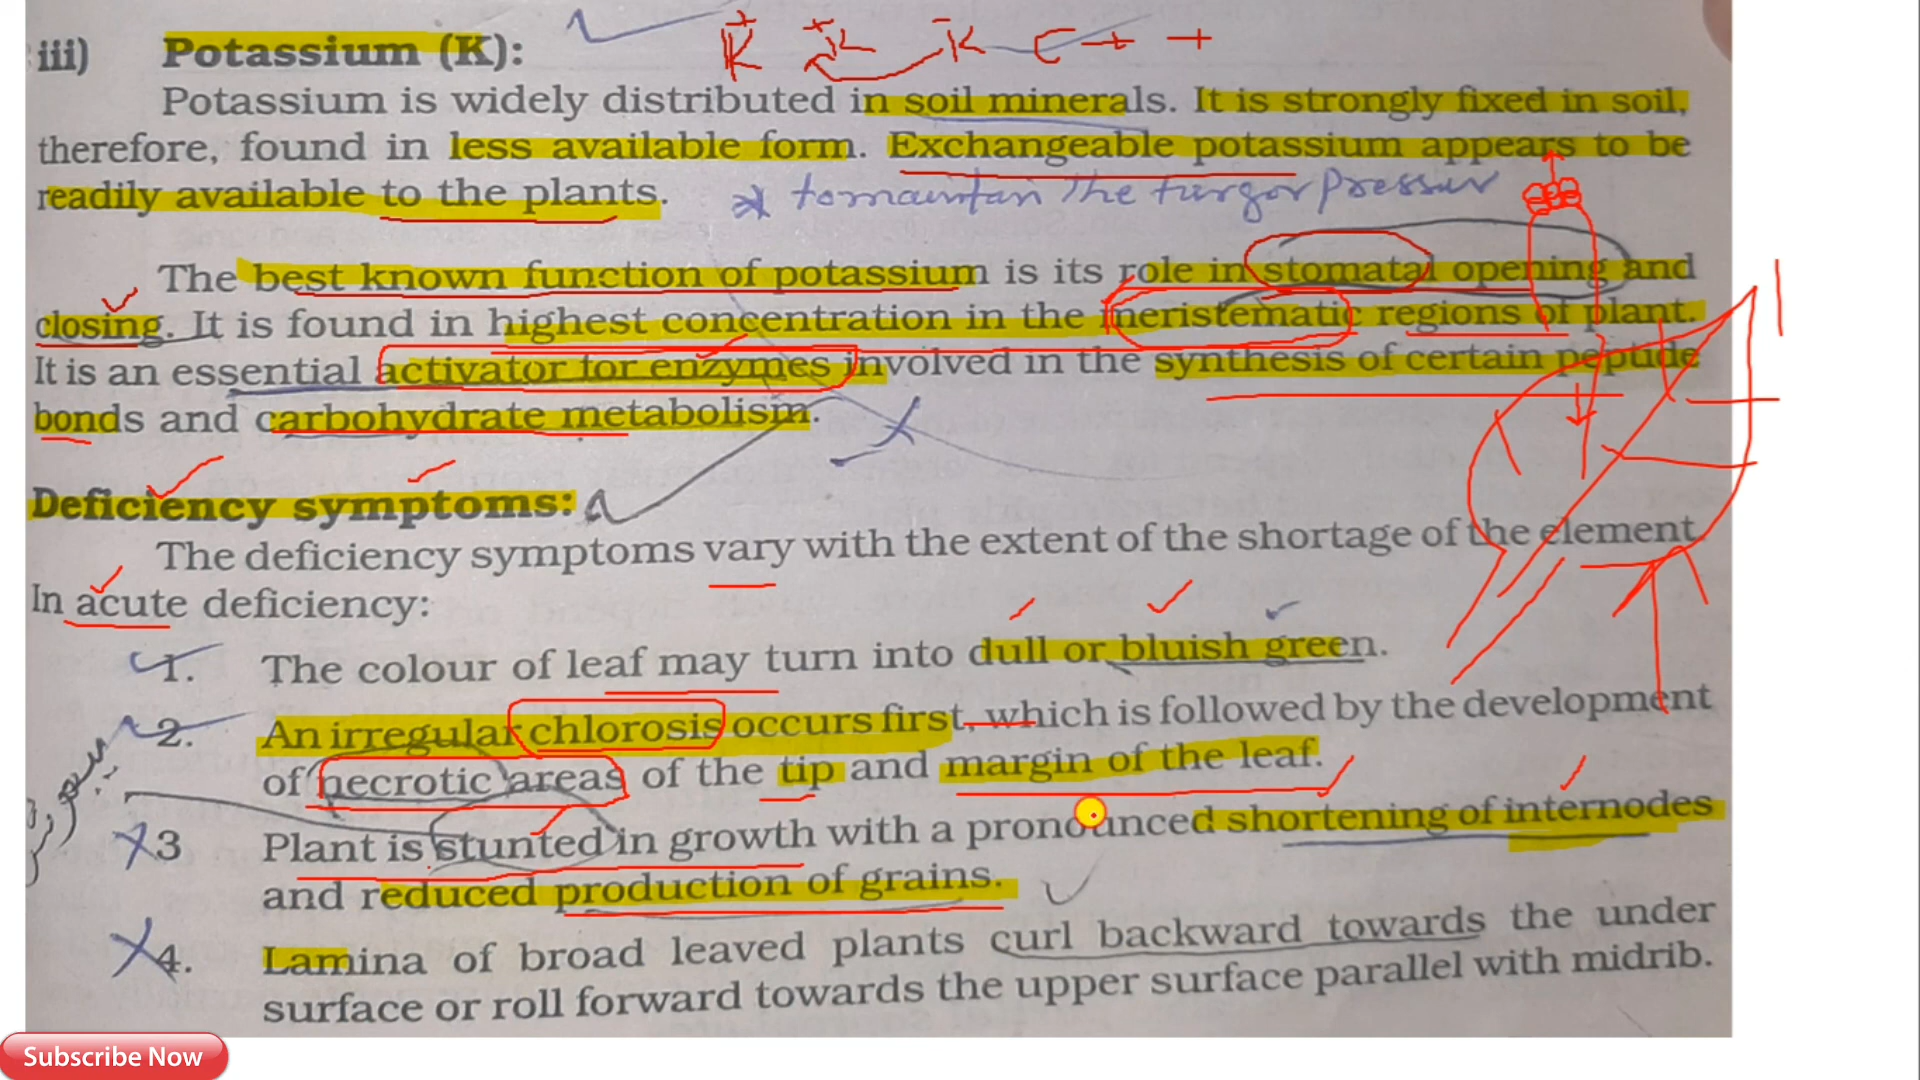 K+ K+ K- C++
iii) Potassium (K):
Potassium is widely distributed in soil minerals. It is strongly fixed in soil,
therefore, found in less available form. Exchangeable potassium appears to be
readily available to the plants. * to maintain The turgor Pressur
The best known function of potassium is its role in stomatal opening and
closing. It is found in highest concentration in the meristematic regions of plant.
It is an essential activator for enzymes involved in the synthesis of certain peptide
bonds and carbohydrate metabolism.
Deficiency symptoms:
The deficiency symptoms vary with the extent of the shortage of the element.
In acute deficiency:
1. The colour of leaf may turn into dull or bluish green.
2. An irregular chlorosis occurs first, which is followed by the development
of necrotic areas of the tip and margin of the leaf.
3 Plant is stunted in growth with a pronounced shortening of internodes
and reduced production of grains.
4. Lamina of broad leaved plants curl backward towards the under
surface or roll forward towards the upper surface parallel with midrib.
Subscribe Now